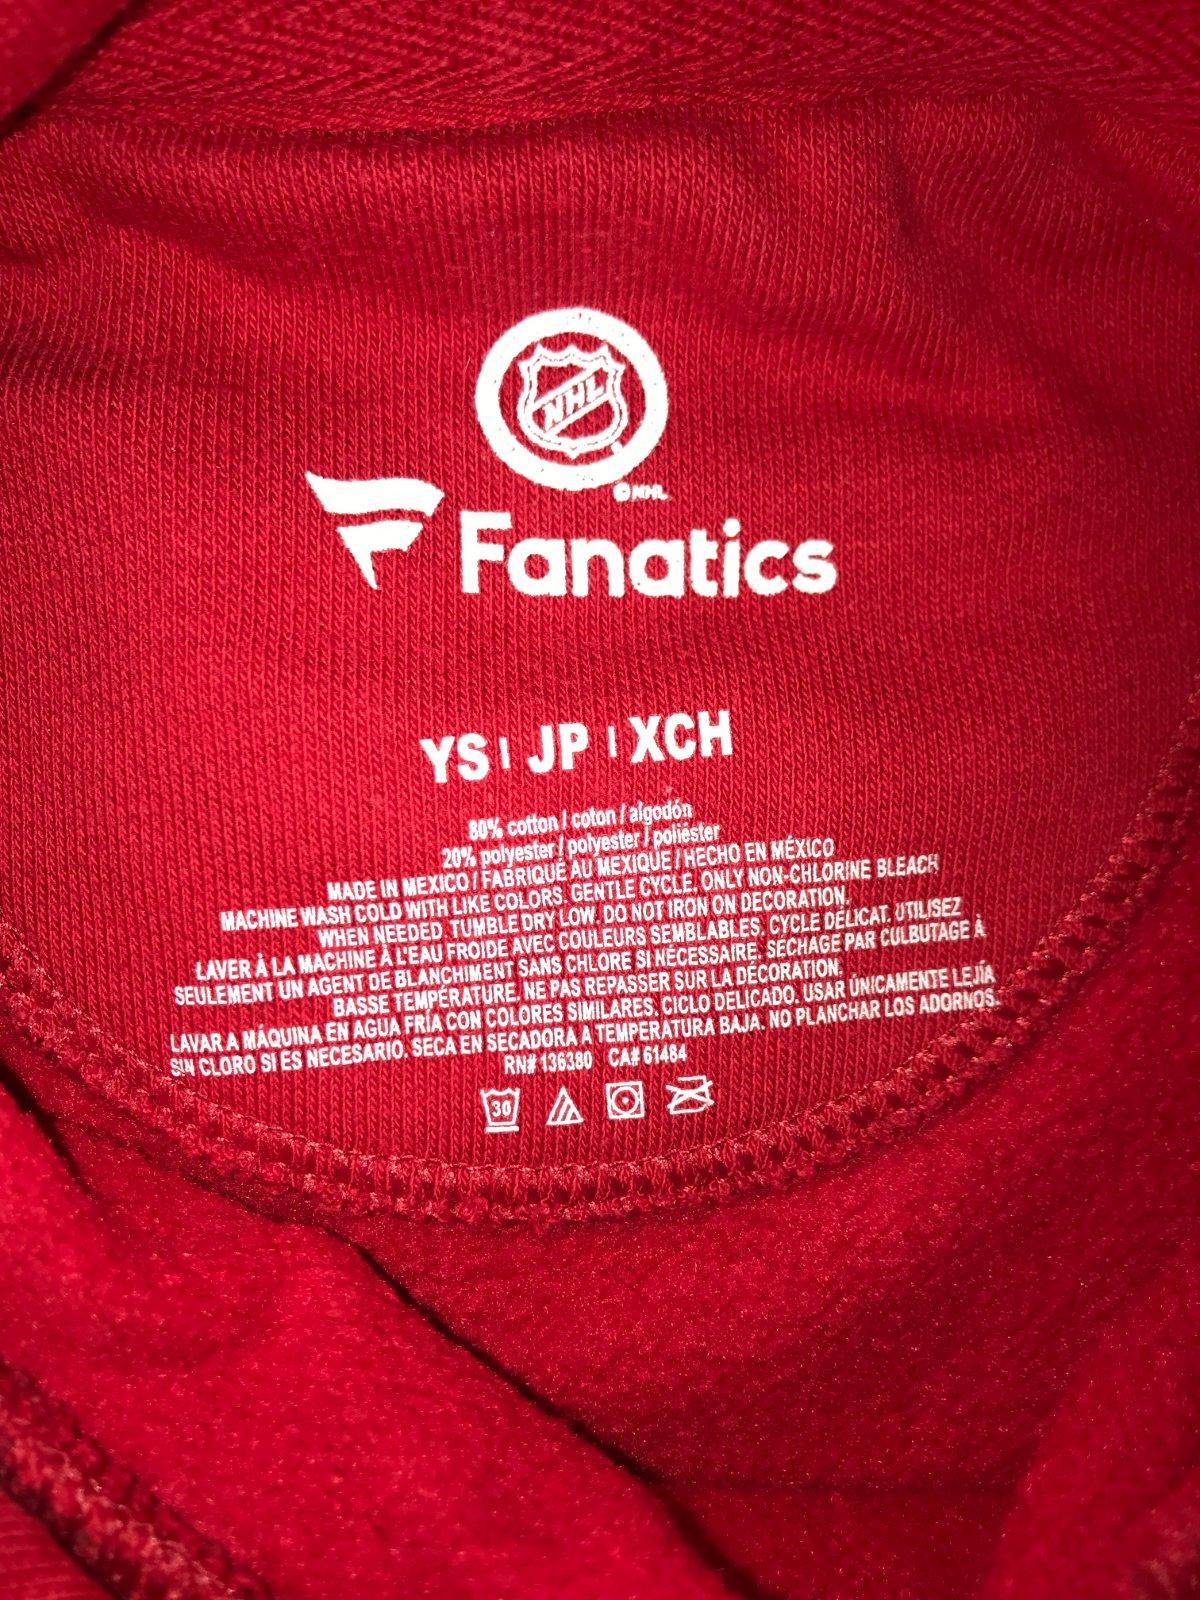 NHL
© NHL
Fanatics
YS | JP | XCH
80% cotton / coton / algodón
20% polyester / polyester / poliéster
MADE IN MEXICO / FABRIQUÉ AU MEXIQUE / HECHO EN MÉXICO
MACHINE WASH COLD WITH LIKE COLORS. GENTLE CYCLE. ONLY NON-CHLORINE BLEACH
WHEN NEEDED. TUMBLE DRY LOW. DO NOT IRON ON DECORATION.
LAVER À LA MACHINE À L'EAU FROIDE AVEC COULEURS SEMBLABLES. CYCLE DÉLICAT. UTILISEZ
SEULEMENT UN AGENT DE BLANCHIMENT SANS CHLORE SI NÉCESSAIRE. SÉCHAGE PAR CULBUTAGE À
BASSE TEMPÉRATURE. NE PAS REPASSER SUR LA DÉCORATION.
LAVAR A MÁQUINA EN AGUA FRÍA CON COLORES SIMILARES. CICLO DELICADO. USAR ÚNICAMENTE LEJÍA
SIN CLORO SI ES NECESARIO. SECA EN SECADORA A TEMPERATURA BAJA. NO PLANCHAR LOS ADORNOS.
RN# 136380 CA# 61484
30